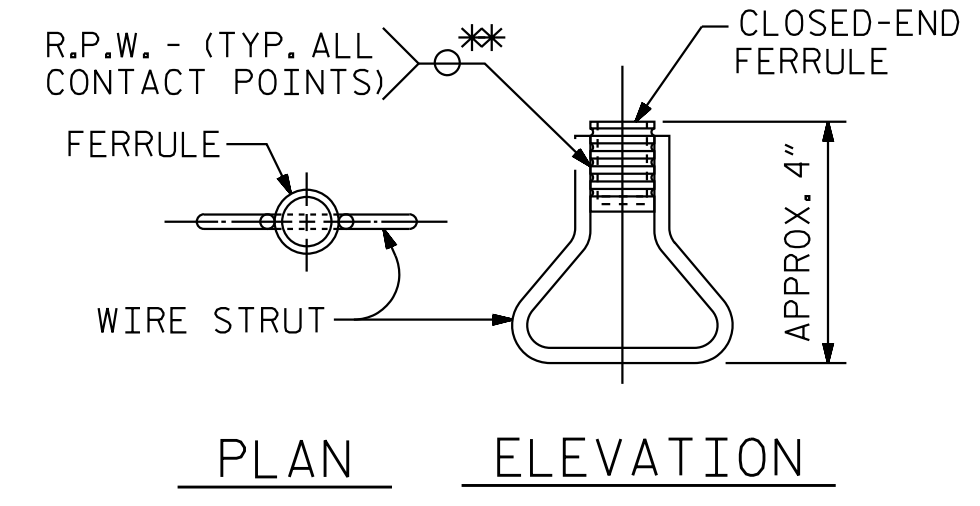 R.P.W. - (TYP. ALL
CONTACT POINTS)
**
CLOSED-END
FERRULE
FERRULE
APPROX. 4"
WIRE STRUT
PLAN
ELEVATION